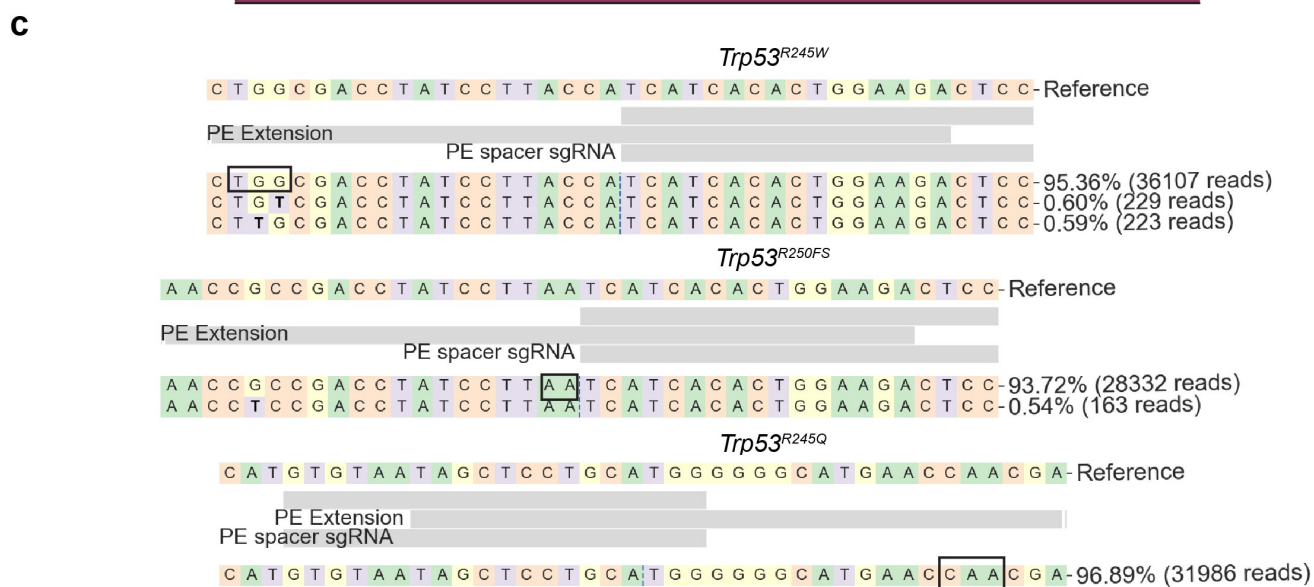 c
Trp53R245W
C T G G C G A C C T A T C C T T A C C A T C A T C A C A C T G G A A G A C T C C - Reference
PE Extension
PE spacer sgRNA
C T G G C G A C C T A T C C T T A C C A T C A T C A C A C T G G A A G A C T C C - 95.36% (36107 reads)
C T G T C G A C C T A T C C T T A C C A T C A T C A C A C T G G A A G A C T C C - 0.60% (229 reads)
C T T G C G A C C T A T C C T T A C C A T C A T C A C A C T G G A A G A C T C C - 0.59% (223 reads)
Trp53R250FS
A A C C G C C G A C C T A T C C T T A A T C A T C A C A C T G G A A G A C T C C - Reference
PE Extension
PE spacer sgRNA
A A C C G C C G A C C T A T C C T T A A T C A T C A C A C T G G A A G A C T C C - 93.72% (28332 reads)
A A C C T C C G A C C T A T C C T T A A T C A T C A C A C T G G A A G A C T C C - 0.54% (163 reads)
Trp53R245Q
C A T G T G T A A T A G C T C C T G C A T G G G G G G C A T G A A C C A A C G A - Reference
PE Extension
PE spacer sgRNA
C A T G T G T A A T A G C T C C T G C A T G G G G G G C A T G A A C C A A C G A - 96.89% (31986 reads)